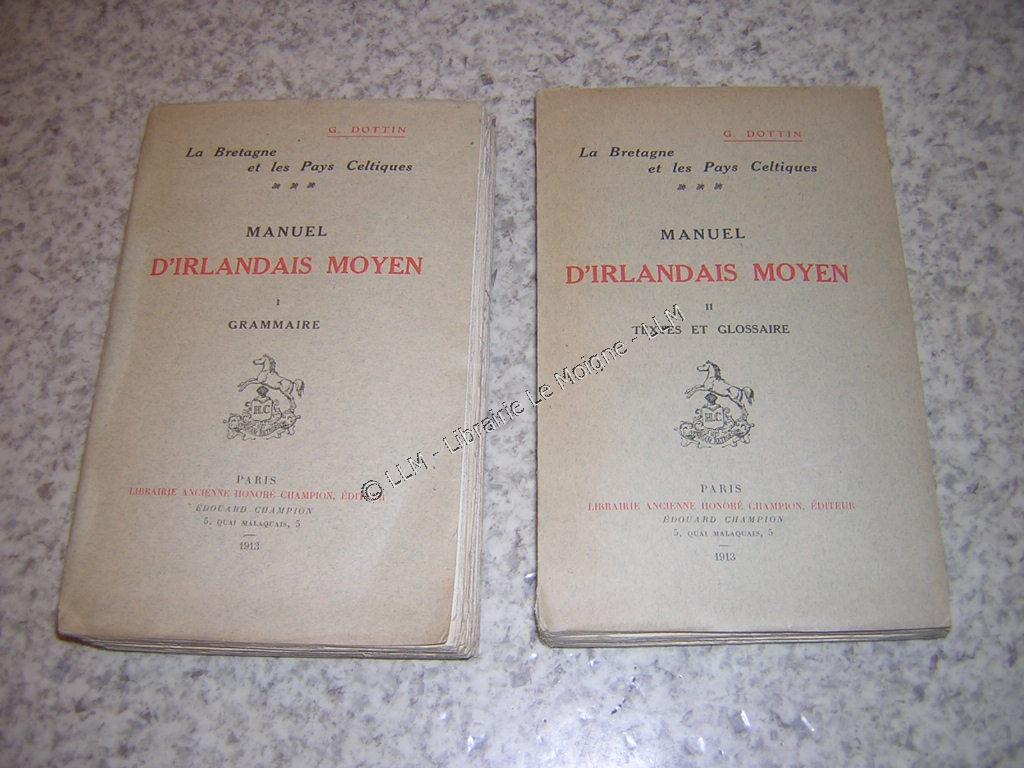 G. DOTTIN
La Bretagne
et les Pays Celtiques
MANUEL
D'IRLANDAIS MOYEN
I
GRAMMAIRE
H.C
PARIS
LIBRAIRIE ANCIENNE HONORÉ CHAMPION, ÉDITEUR
ÉDOUARD CHAMPION
5, QUAI MALAQUAIS, 5
1913
G. DOTTIN
La Bretagne
et les Pays Celtiques
MANUEL
D'IRLANDAIS MOYEN
II
TEXTES ET GLOSSAIRE
H.C
PARIS
LIBRAIRIE ANCIENNE HONORÉ CHAMPION, ÉDITEUR
ÉDOUARD CHAMPION
5, QUAI MALAQUAIS, 5
1913
© LLM - Librairie Le Moigne - LLM